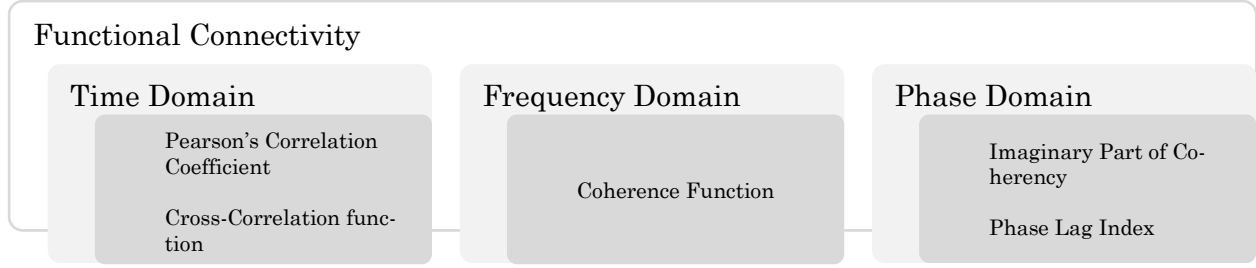 Functional Connectivity
Time Domain
Pearson’s Correlation
Coefficient
Cross-Correlation func-
tion
Frequency Domain
Coherence Function
Phase Domain
Imaginary Part of Co-
herency
Phase Lag Index